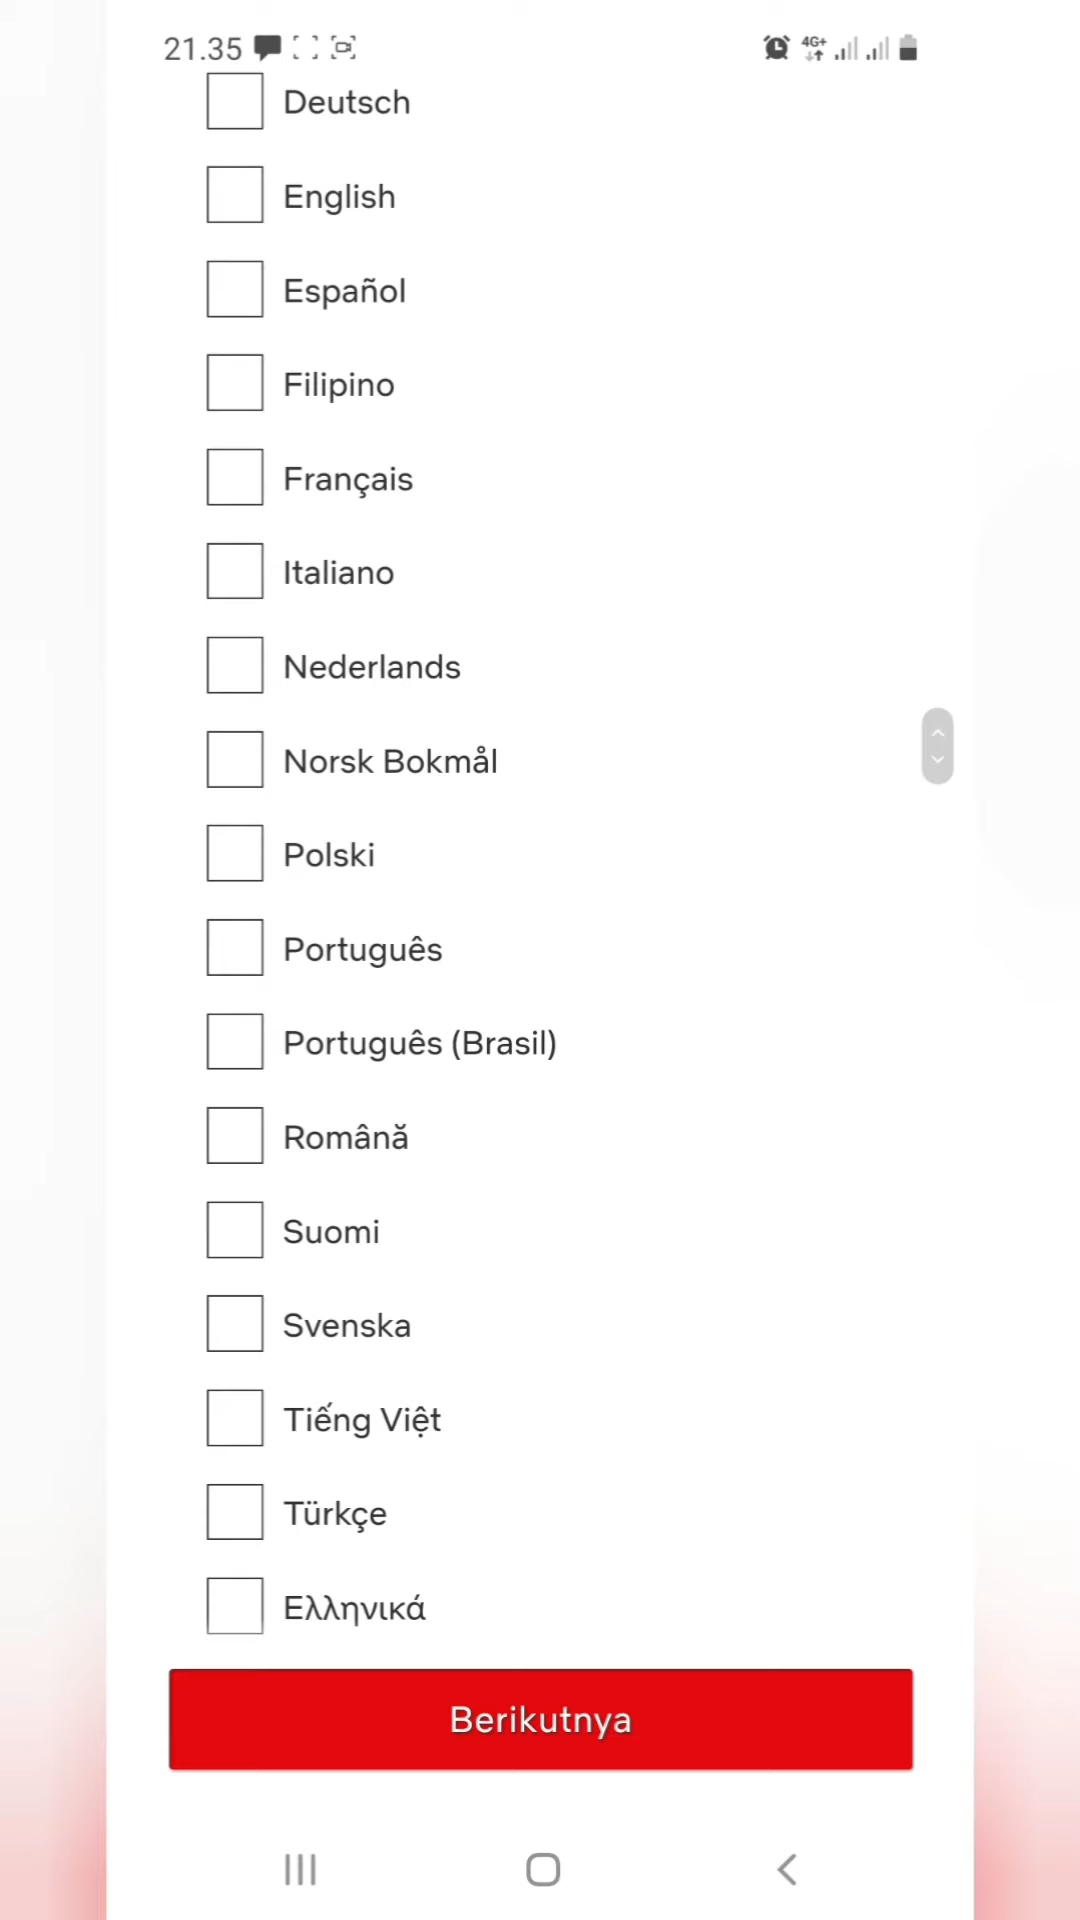 21.35
4G+
Deutsch
English
Español
Filipino
Français
Italiano
Nederlands
Norsk Bokmål
Polski
Português
Português (Brasil)
Română
Suomi
Svenska
Tiếng Việt
Türkçe
Ελληνικά
Berikutnya